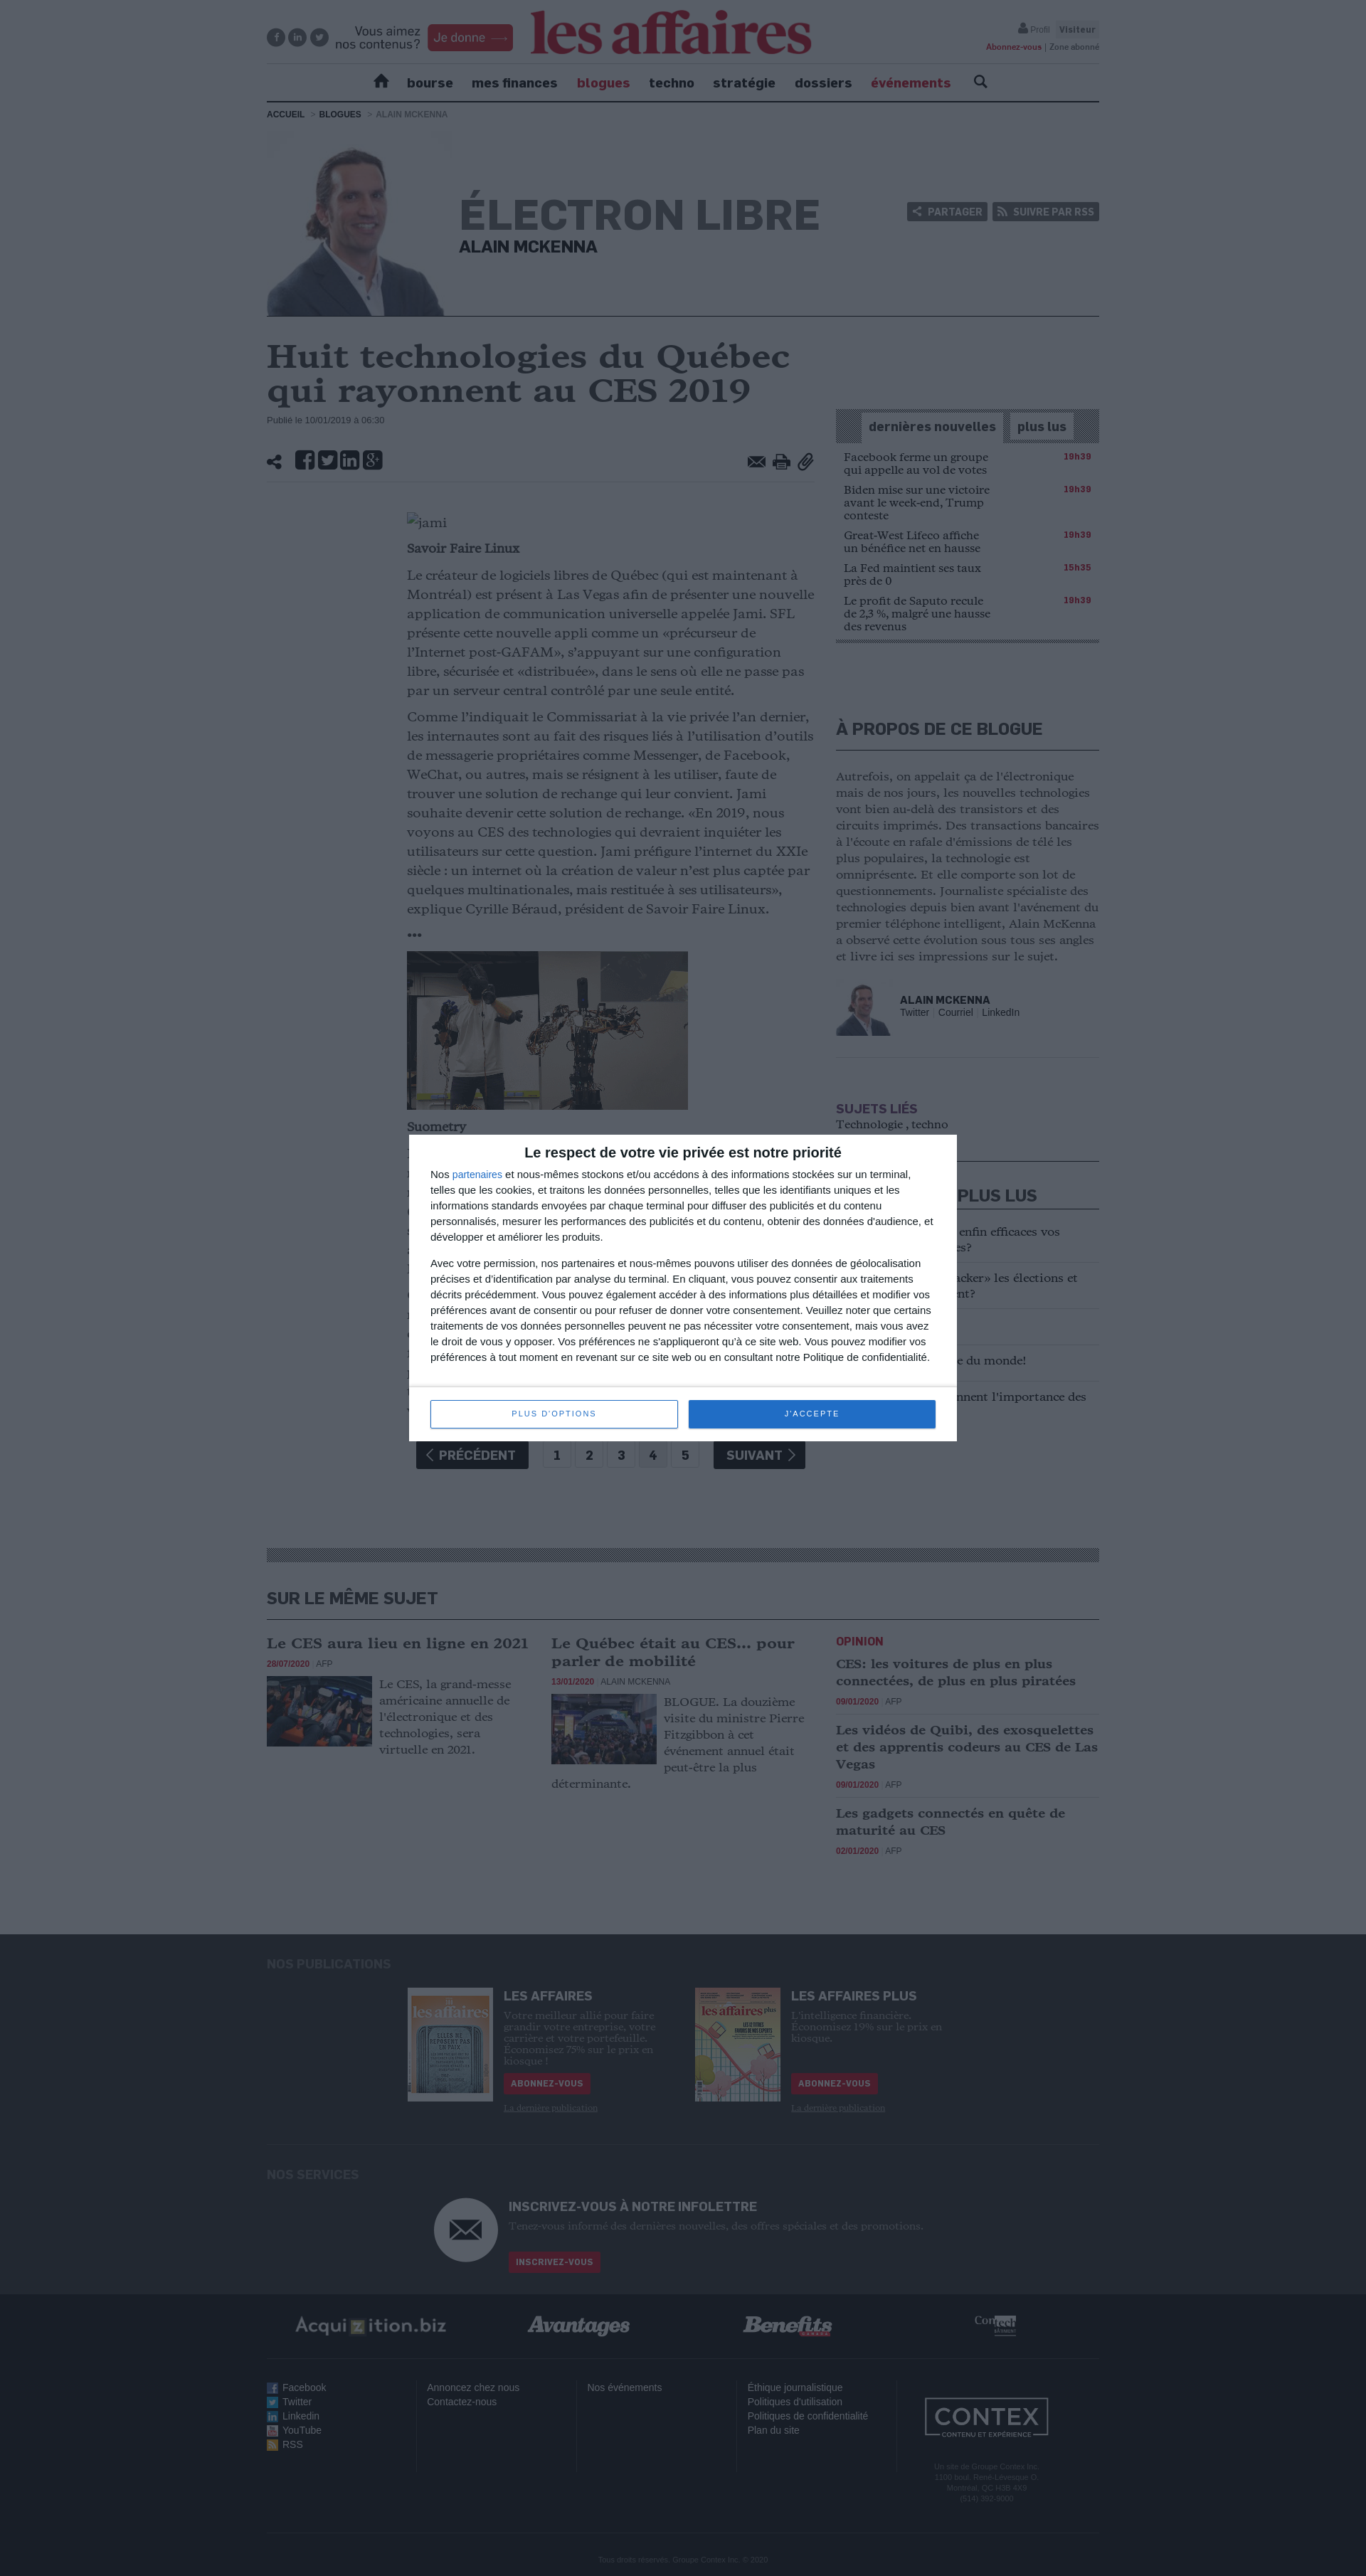 Vous aimez
nos contenus?
Je donne
les affaires
Profil Visiteur
Abonnez-vous | Zone abonné
bourse mes finances blogues techno stratégie dossiers événements
ACCUEIL > BLOGUES > ALAIN MCKENNA
ÉLECTRON LIBRE
ALAIN MCKENNA
PARTAGER SUIVRE PAR RSS
Huit technologies du Québec
qui rayonnent au CES 2019
Publié le 10/01/2019 à 06:30
jami
Savoir Faire Linux
Le créateur de logiciels libres de Québec (qui est maintenant à
Montréal) est présent à Las Vegas afin de présenter une nouvelle
application de communication universelle appelée Jami. SFL
présente cette nouvelle appli comme un «précurseur de
l'Internet post-GAFAM», s'appuyant sur une configuration
libre, sécurisée et «distribuée», dans le sens où elle ne passe pas
par un serveur central contrôlé par une seule entité.
Comme l'indiquait le Commissariat à la vie privée l'an dernier,
les internautes sont au fait des risques liés à l'utilisation d'outils
de messagerie propriétaires comme Messenger, de Facebook,
WeChat, ou autres, mais se résignent à les utiliser, faute de
trouver une solution de rechange qui leur convient. Jami
souhaite devenir cette solution de rechange. «En 2019, nous
voyons au CES des technologies qui devraient inquiéter les
utilisateurs sur cette question. Jami préfigure l'internet du XXIe
siècle : un internet où la création de valeur n'est plus captée par
quelques multinationales, mais restituée à ses utilisateurs»,
explique Cyrille Béraud, président de Savoir Faire Linux.
•••
Suometry
dernières nouvelles plus lus
Facebook ferme un groupe
qui appelle au vol de votes
19h39
Biden mise sur une victoire
avant le week-end, Trump
conteste
19h39
Great-West Lifeco affiche
un bénéfice net en hausse
19h39
La Fed maintient ses taux
près de 0
15h35
Le profit de Saputo recule
de 2,3 %, malgré une hausse
des revenus
19h39
À PROPOS DE CE BLOGUE
Autrefois, on appelait ça de l'électronique
mais de nos jours, les nouvelles technologies
vont bien au-delà des transistors et des
circuits imprimés. Des transactions bancaires
à l'écoute en rafale d'émissions de télé les
plus populaires, la technologie est
omniprésente. Et elle comporte son lot de
questionnements. Journaliste spécialiste des
technologies depuis bien avant l'avénement du
premier téléphone intelligent, Alain McKenna
a observé cette évolution sous tous ses angles
et livre ici ses impressions sur le sujet.
ALAIN MCKENNA
Twitter Courriel LinkedIn
SUJETS LIÉS
Technologie , techno
PLUS LUS
enfin efficaces vos
les élections et
du monde!
l'importance des
Le respect de votre vie privée est notre priorité
Nos partenaires et nous-mêmes stockons et/ou accédons à des informations stockées sur un terminal,
telles que les cookies, et traitons les données personnelles, telles que les identifiants uniques et les
informations standards envoyées par chaque terminal pour diffuser des publicités et du contenu
personnalisés, mesurer les performances des publicités et du contenu, obtenir des données d'audience, et
développer et améliorer les produits.
Avec votre permission, nos partenaires et nous-mêmes pouvons utiliser des données de géolocalisation
précises et d'identification par analyse du terminal. En cliquant, vous pouvez consentir aux traitements
décrits précédemment. Vous pouvez également accéder à des informations plus détaillées et modifier vos
préférences avant de consentir ou pour refuser de donner votre consentement. Veuillez noter que certains
traitements de vos données personnelles peuvent ne pas nécessiter votre consentement, mais vous avez
le droit de vous y opposer. Vos préférences ne s'appliqueront qu'à ce site web. Vous pouvez modifier vos
préférences à tout moment en revenant sur ce site web ou en consultant notre Politique de confidentialité.
PLUS D'OPTIONS J'ACCEPTE
PRÉCÉDENT 1 2 3 4 5 SUIVANT
SUR LE MÊME SUJET
Le CES aura lieu en ligne en 2021
28/07/2020 | AFP
Le CES, la grand-messe
américaine annuelle de
l'électronique et des
technologies, sera
virtuelle en 2021.
Le Québec était au CES... pour
parler de mobilité
13/01/2020 | ALAIN MCKENNA
BLOGUE. La douzième
visite du ministre Pierre
Fitzgibbon à cet
événement annuel était
peut-être la plus
déterminante.
OPINION
CES: les voitures de plus en plus
connectées, de plus en plus piratées
09/01/2020 | AFP
Les vidéos de Quibi, des exosquelettes
et des apprentis codeurs au CES de Las
Vegas
09/01/2020 | AFP
Les gadgets connectés en quête de
maturité au CES
02/01/2020 | AFP
NOS PUBLICATIONS
les affaires
LES AFFAIRES
Votre meilleur allié pour faire
grandir votre entreprise, votre
carrière et votre portefeuille.
Économisez 75% sur le prix en
kiosque !
ABONNEZ-VOUS
La dernière publication
les affaires plus
LES AFFAIRES PLUS
L'intelligence financière.
Économisez 19% sur le prix en
kiosque.
ABONNEZ-VOUS
La dernière publication
NOS SERVICES
INSCRIVEZ-VOUS À NOTRE INFOLETTRE
Tenez-vous informé des dernières nouvelles, des offres spéciales et des promotions.
INSCRIVEZ-VOUS
Acquizition.biz Avantages Benefits CANADA ConTech
Facebook
Twitter
Linkedin
YouTube
RSS
Annoncez chez nous
Contactez-nous
Nos événements
Éthique journalistique
Politiques d'utilisation
Politiques de confidentialité
Plan du site
CONTEX
CONTENU ET EXPÉRIENCE
Un site de Groupe Contex Inc.
1100 boul. René-Lévesque O.
Montréal, QC H3B 4X9
(514) 392-9000
Tous droits réservés. Groupe Contex Inc. © 2020